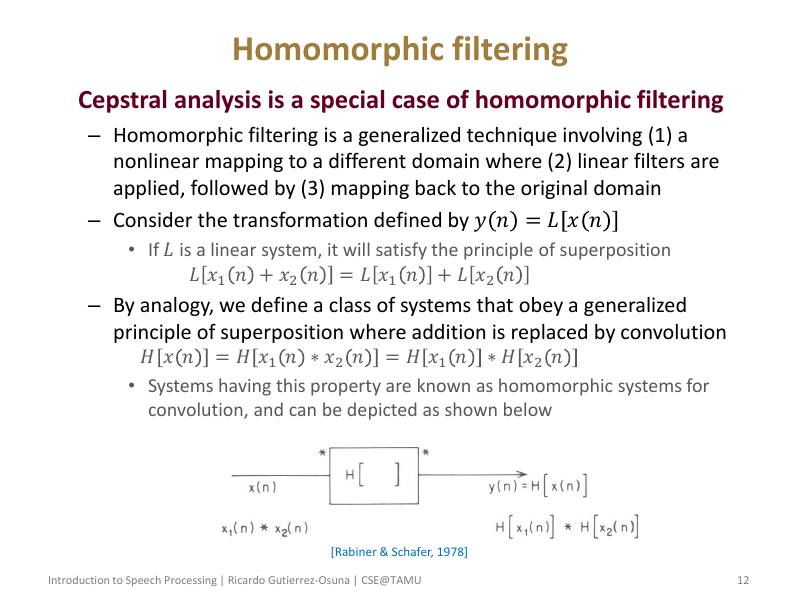 Homomorphic filtering
Cepstral analysis is a special case of homomorphic filtering
– Homomorphic filtering is a generalized technique involving (1) a
nonlinear mapping to a different domain where (2) linear filters are
applied, followed by (3) mapping back to the original domain
– Consider the transformation defined by 𝑦(𝑛) = 𝐿[𝑥(𝑛)]
• If 𝐿 is a linear system, it will satisfy the principle of superposition
𝐿[𝑥₁(𝑛) + 𝑥₂(𝑛)] = 𝐿[𝑥₁(𝑛)] + 𝐿[𝑥₂(𝑛)]
– By analogy, we define a class of systems that obey a generalized
principle of superposition where addition is replaced by convolution
𝐻[𝑥(𝑛)] = 𝐻[𝑥₁(𝑛) ∗ 𝑥₂(𝑛)] = 𝐻[𝑥₁(𝑛)] ∗ 𝐻[𝑥₂(𝑛)]
• Systems having this property are known as homomorphic systems for
convolution, and can be depicted as shown below
* *
H[ ]
x(n) y(n)=H[x(n)]
x₁(n) * x₂(n) H[x₁(n)] * H[x₂(n)]
[Rabiner & Schafer, 1978]
Introduction to Speech Processing | Ricardo Gutierrez-Osuna | CSE@TAMU 12